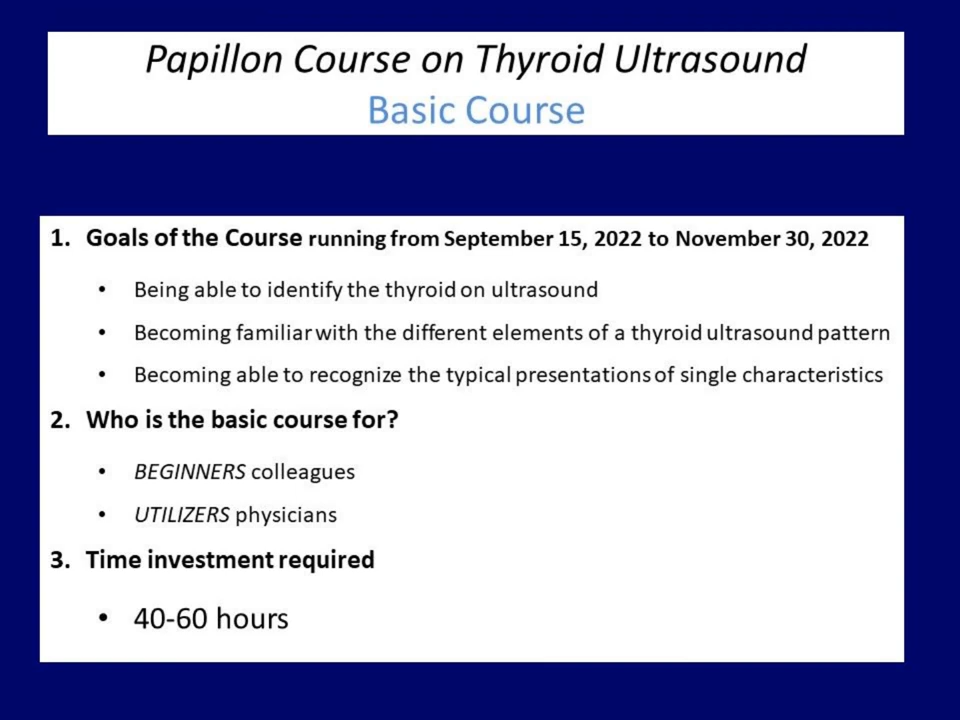 Papillon Course on Thyroid Ultrasound
Basic Course
1. Goals of the Course running from September 15, 2022 to November 30, 2022
• Being able to identify the thyroid on ultrasound
• Becoming familiar with the different elements of a thyroid ultrasound pattern
• Becoming able to recognize the typical presentations of single characteristics
2. Who is the basic course for?
• BEGINNERS colleagues
• UTILIZERS physicians
3. Time investment required
• 40-60 hours